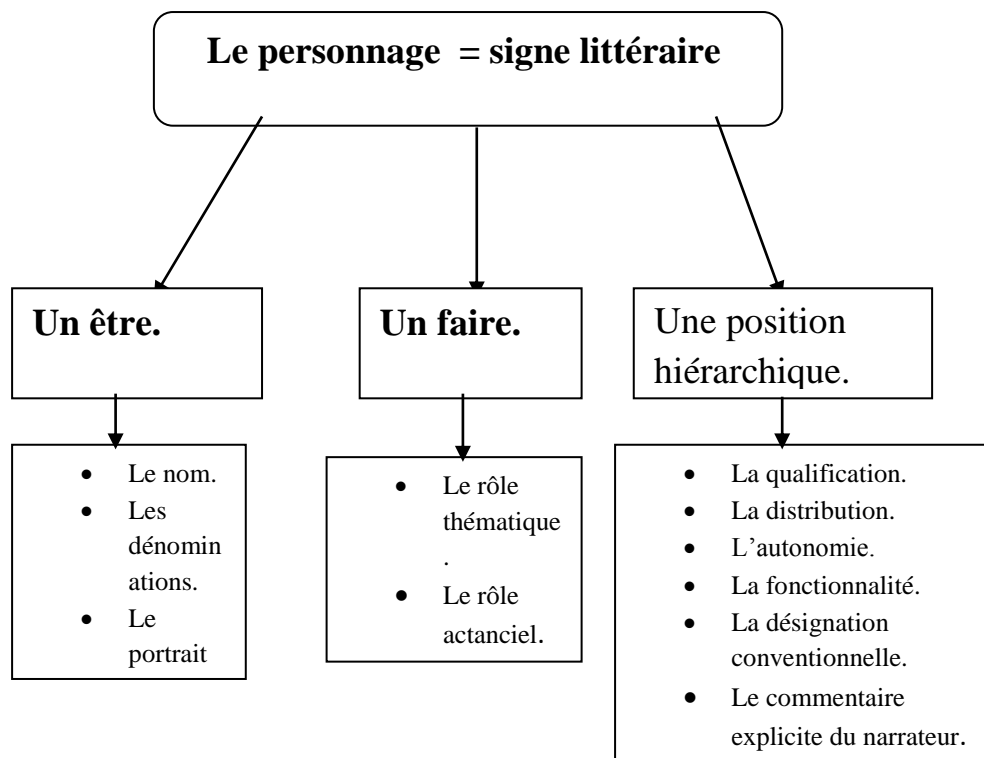 Le personnage = signe littéraire
Un être.
Un faire.
Une position
hiérarchique.
• Le nom.
• Les
dénomin
ations.
• Le
portrait
• Le rôle
thématique
.
• Le rôle
actanciel.
• La qualification.
• La distribution.
• L’autonomie.
• La fonctionnalité.
• La désignation
conventionnelle.
• Le commentaire
explicite du narrateur.